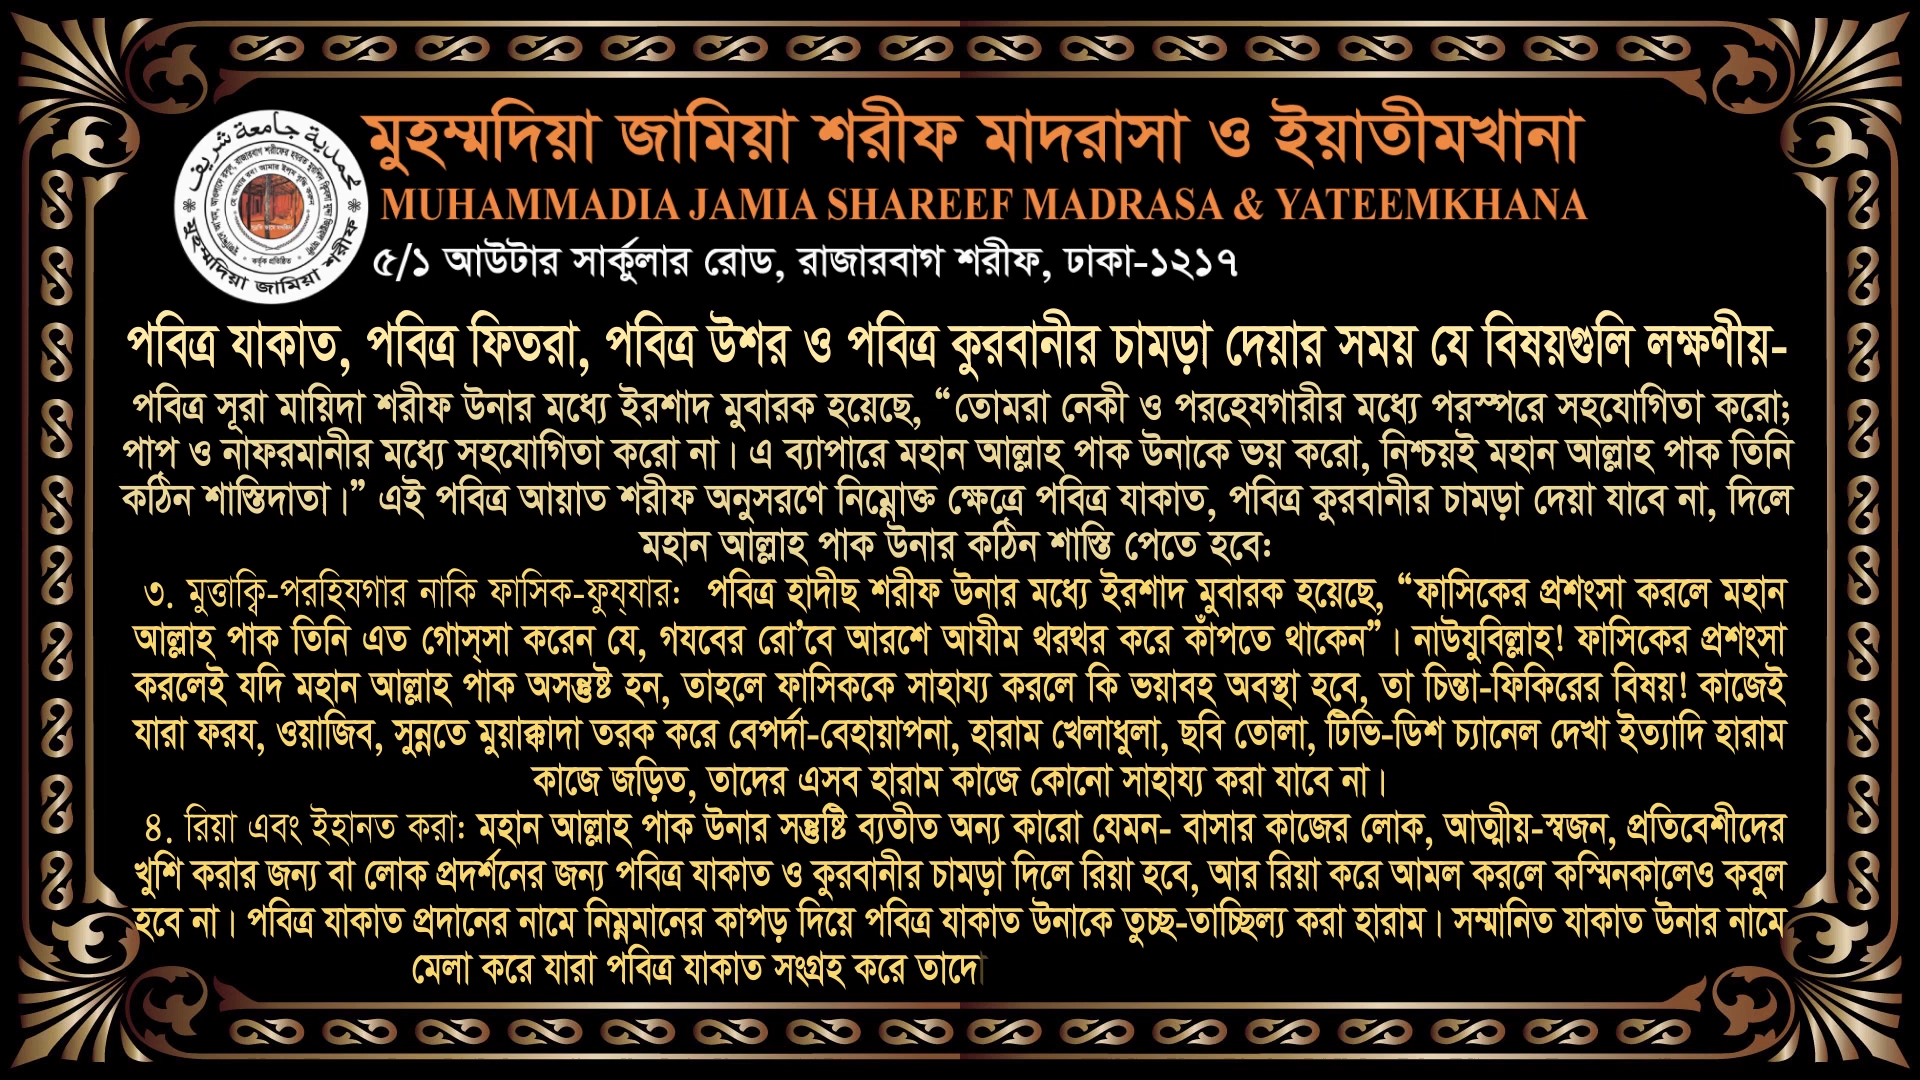 মুহম্মদিয়া জামিয়া শরীফ মাদরাসা ও ইয়াতীমখানা
MUHAMMADIA JAMIA SHAREEF MADRASA & YATEEMKHANA
৫/১ আউটার সার্কুলার রোড, রাজারবাগ শরীফ, ঢাকা-১২১৭
محمدية جامعة شريف
মুহম্মদিয়া জামিয়া শরীফ
পবিত্র যাকাত, পবিত্র ফিতরা, পবিত্র উশর ও পবিত্র কুরবানীর চামড়া দেয়ার সময় যে বিষয়গুলি লক্ষণীয়-
পবিত্র সূরা মায়িদা শরীফ উনার মধ্যে ইরশাদ মুবারক হয়েছে, “তোমরা নেকী ও পরহেযগারীর মধ্যে পরস্পরে সহযোগিতা করো;
পাপ ও নাফরমানীর মধ্যে সহযোগিতা করো না। এ ব্যাপারে মহান আল্লাহ পাক উনাকে ভয় করো, নিশ্চয়ই মহান আল্লাহ পাক তিনি
কঠিন শাস্তিদাতা।” এই পবিত্র আয়াত শরীফ অনুসরণে নিম্নোক্ত ক্ষেত্রে পবিত্র যাকাত, পবিত্র কুরবানীর চামড়া দেয়া যাবে না, দিলে
মহান আল্লাহ পাক উনার কঠিন শাস্তি পেতে হবে:
৩. মুত্তাক্বি-পরহিযগার নাকি ফাসিক-ফুয্যার: পবিত্র হাদীছ শরীফ উনার মধ্যে ইরশাদ মুবারক হয়েছে, “ফাসিকের প্রশংসা করলে মহান
আল্লাহ পাক তিনি এত গোস্সা করেন যে, গযবের রো’বে আরশে আযীম থরথর করে কাঁপতে থাকেন”। নাউযুবিল্লাহ! ফাসিকের প্রশংসা
করলেই যদি মহান আল্লাহ পাক অসন্তুষ্ট হন, তাহলে ফাসিককে সাহায্য করলে কি ভয়াবহ অবস্থা হবে, তা চিন্তা-ফিকিরের বিষয়! কাজেই
যারা ফরয, ওয়াজিব, সুন্নতে মুয়াক্কাদা তরক করে বেপর্দা-বেহায়াপনা, হারাম খেলাধুলা, ছবি তোলা, টিভি-ডিশ চ্যানেল দেখা ইত্যাদি হারাম
কাজে জড়িত, তাদের এসব হারাম কাজে কোনো সাহায্য করা যাবে না।
৪. রিয়া এবং ইহানত করা: মহান আল্লাহ পাক উনার সন্তুষ্টি ব্যতীত অন্য কারো যেমন- বাসার কাজের লোক, আত্মীয়-স্বজন, প্রতিবেশীদের
খুশি করার জন্য বা লোক প্রদর্শনের জন্য পবিত্র যাকাত ও কুরবানীর চামড়া দিলে রিয়া হবে, আর রিয়া করে আমল করলে কস্মিনকালেও কবুল
হবে না। পবিত্র যাকাত প্রদানের নামে নিম্নমানের কাপড় দিয়ে পবিত্র যাকাত উনাকে তুচ্ছ-তাচ্ছিল্য করা হারাম। সম্মানিত যাকাত উনার নামে
মেলা করে যারা পবিত্র যাকাত সংগ্রহ করে